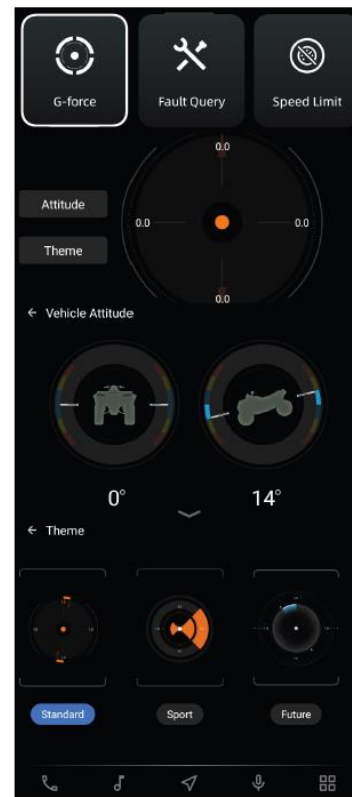 G-force
Fault Query
Speed Limit
0.0
Attitude
0.0
0.0
Theme
0.0
← Vehicle Attitude
0°
14°
← Theme
Standard
Sport
Future